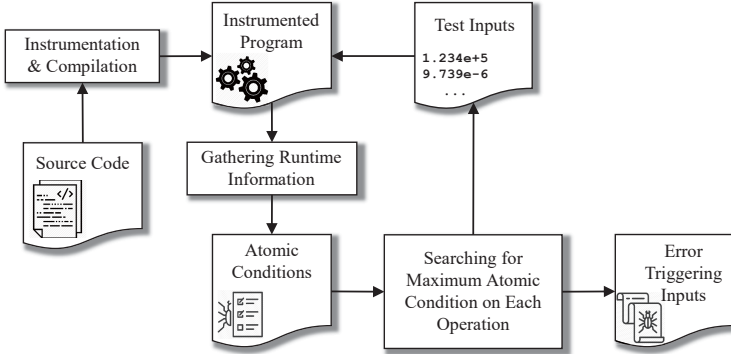 Instrumentation
& Compilation
Instrumented
Program
Test Inputs
1.234e+5
9.739e-6
...
Source Code
</>
Gathering Runtime
Information
Atomic
Conditions
Searching for
Maximum Atomic
Condition on Each
Operation
Error
Triggering
Inputs